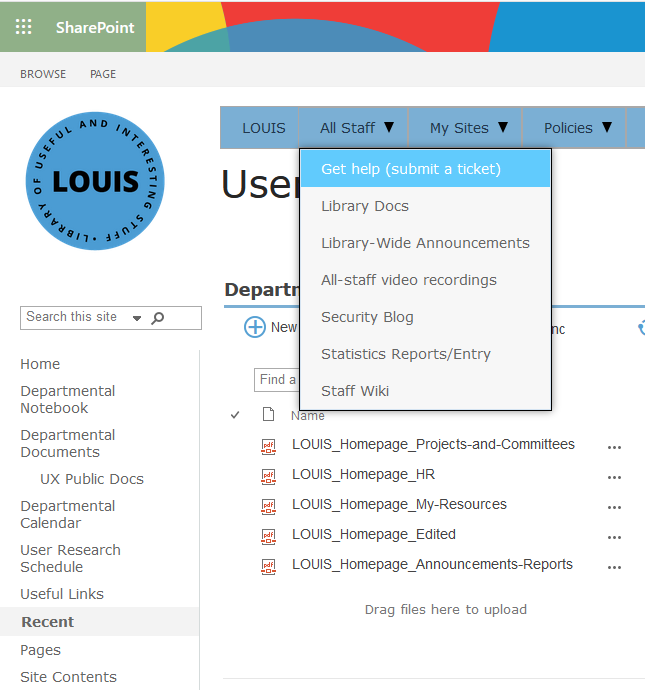 SharePoint
BROWSE PAGE
LIBRARY OF USEFUL AND INTERESTING STUFF •
LOUIS
LOUIS All Staff ▼ My Sites ▼ Policies ▼
Get help (submit a ticket)
Library Docs
Library-Wide Announcements
All-staff video recordings
Security Blog
Statistics Reports/Entry
Staff Wiki
Search this site
New
Find a
Name
Home
Departmental
Notebook
Departmental
Documents
UX Public Docs
Departmental
Calendar
User Research
Schedule
Useful Links
Recent
Pages
Site Contents
LOUIS_Homepage_Projects-and-Committees ...
LOUIS_Homepage_HR ...
LOUIS_Homepage_My-Resources ...
LOUIS_Homepage_Edited ...
LOUIS_Homepage_Announcements-Reports ...
Drag files here to upload